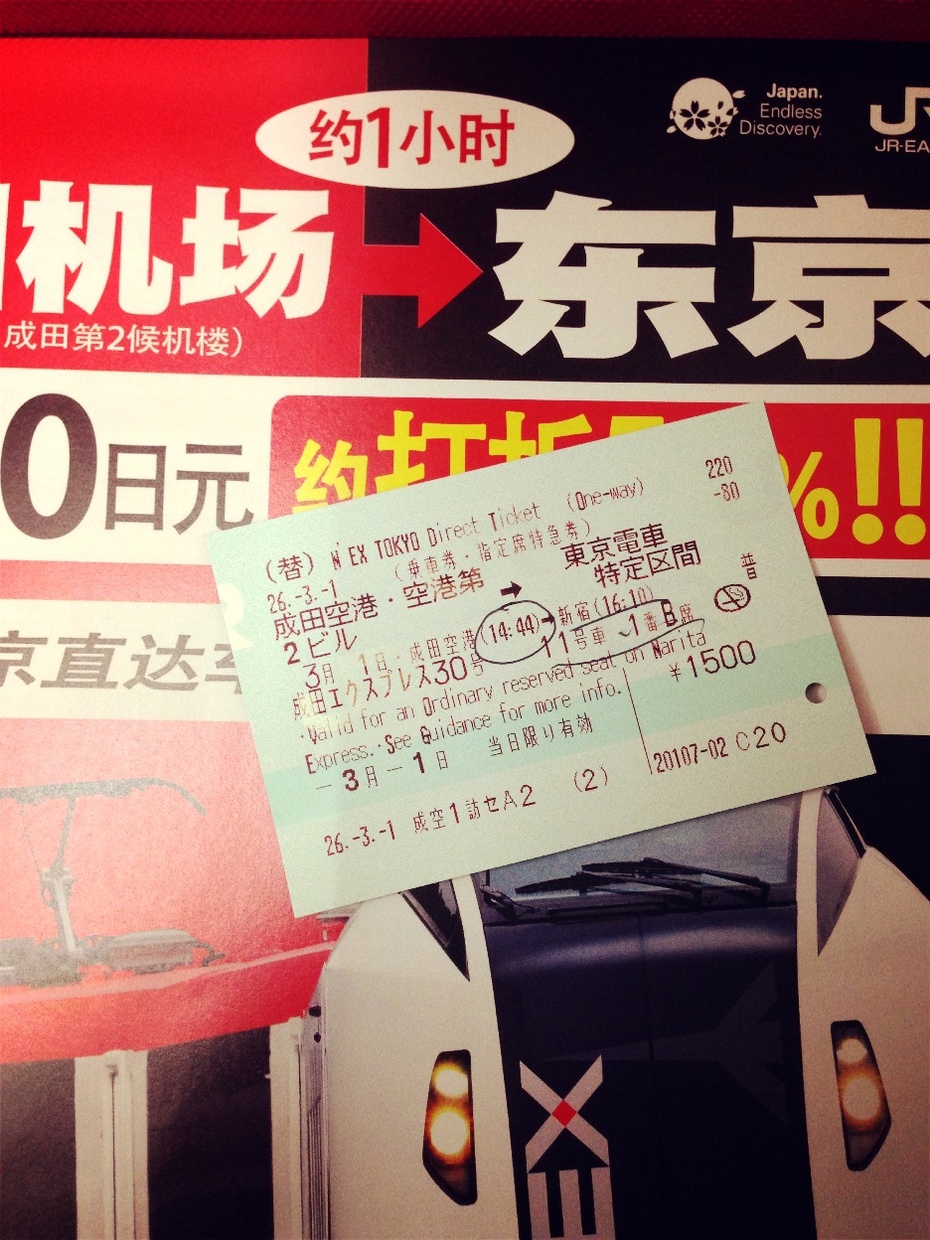 约1小时
Japan.
Endless
Discovery.
JR-EA
机场
东京
成田第2候机楼)
0日元
约打折
%!!
京直达车
(替) N'EX TOKYO Direct Ticket (One-way)
220
-80
(乗車券・指定席特急券)
26.-3.-1
東京電車
成田空港・空港第
→
特定区間
2ビル
普
3月 1日 成田空港(14:44)→新宿(16:10)
成田エクスプレス30号 11号車 1番B席
・Valid for an Ordinary reserved seat on Narita
Express.・See Guidance for more info.
¥1500
-3月-1日 当日限り有効
20107-02 C20
26.-3.-1 成空1訪セA2 (2)